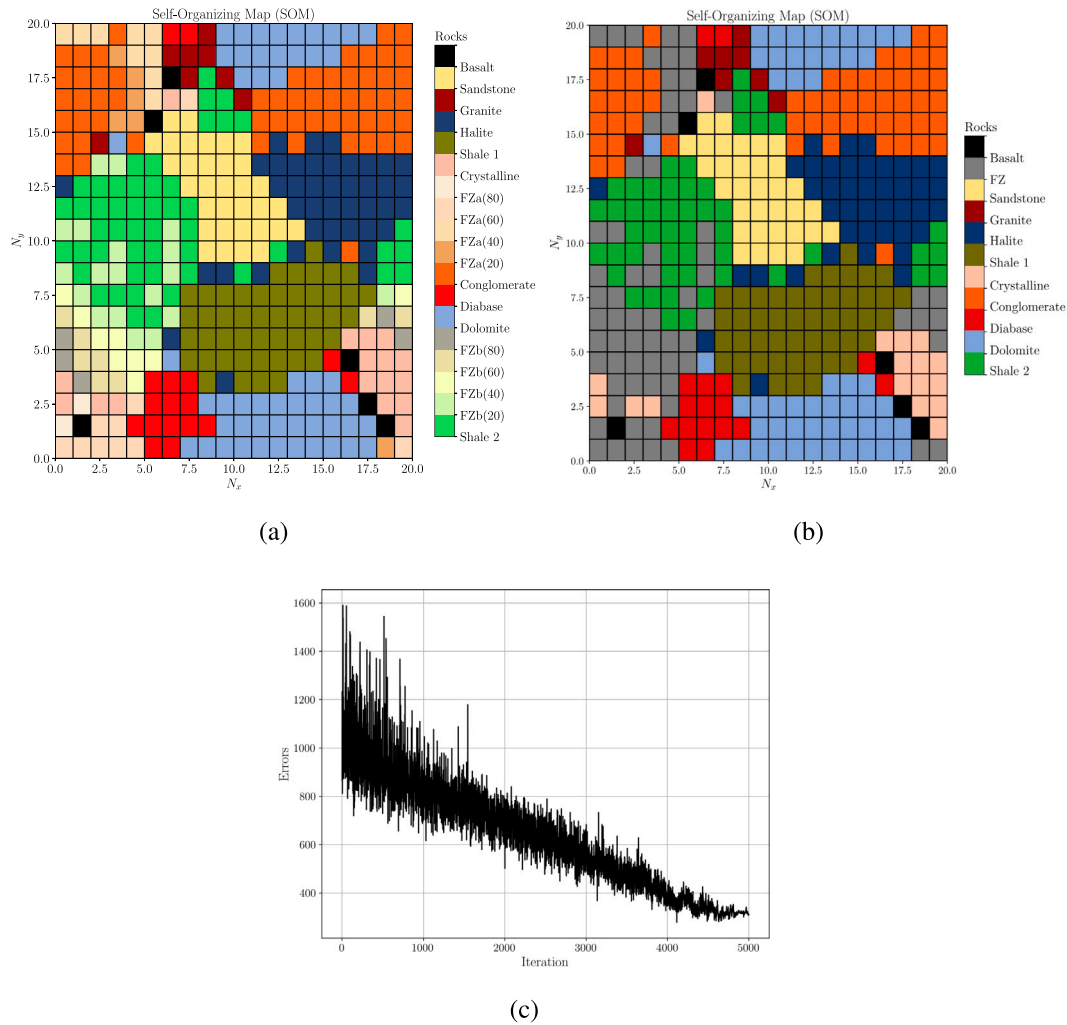 Self-Organizing Map (SOM)
20.0
17.5
15.0
12.5
10.0
7.5
5.0
2.5
0.0
N_y
0.0 2.5 5.0 7.5 10.0 12.5 15.0 17.5 20.0
N_x
Rocks
Basalt
Sandstone
Granite
Halite
Shale 1
Crystalline
FZa(80)
FZa(60)
FZa(40)
FZa(20)
Conglomerate
Diabase
Dolomite
FZb(80)
FZb(60)
FZb(40)
FZb(20)
Shale 2
(a)
Self-Organizing Map (SOM)
20.0
17.5
15.0
12.5
10.0
7.5
5.0
2.5
0.0
N_y
0.0 2.5 5.0 7.5 10.0 12.5 15.0 17.5 20.0
N_x
Rocks
Basalt
FZ
Sandstone
Granite
Halite
Shale 1
Crystalline
Conglomerate
Diabase
Dolomite
Shale 2
(b)
1600
1400
1200
1000
800
600
400
Errors
0 1000 2000 3000 4000 5000
Iteration
(c)